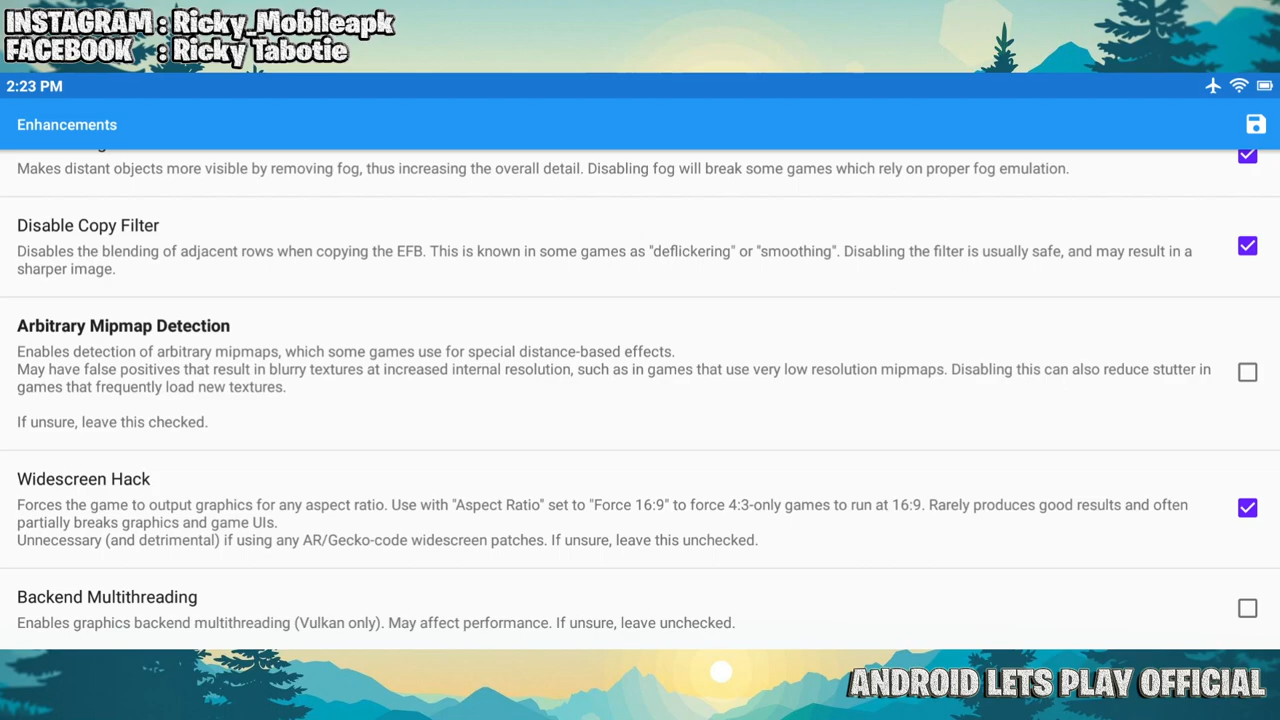 INSTAGRAM : Ricky_Mobileapk
FACEBOOK : Ricky Tabotie
2:23 PM
Enhancements
Makes distant objects more visible by removing fog, thus increasing the overall detail. Disabling fog will break some games which rely on proper fog emulation.
Disable Copy Filter
Disables the blending of adjacent rows when copying the EFB. This is known in some games as "deflickering" or "smoothing". Disabling the filter is usually safe, and may result in a
sharper image.
Arbitrary Mipmap Detection
Enables detection of arbitrary mipmaps, which some games use for special distance-based effects.
May have false positives that result in blurry textures at increased internal resolution, such as in games that use very low resolution mipmaps. Disabling this can also reduce stutter in
games that frequently load new textures.
If unsure, leave this checked.
Widescreen Hack
Forces the game to output graphics for any aspect ratio. Use with "Aspect Ratio" set to "Force 16:9" to force 4:3-only games to run at 16:9. Rarely produces good results and often
partially breaks graphics and game UIs.
Unnecessary (and detrimental) if using any AR/Gecko-code widescreen patches. If unsure, leave this unchecked.
Backend Multithreading
Enables graphics backend multithreading (Vulkan only). May affect performance. If unsure, leave unchecked.
ANDROID LETS PLAY OFFICIAL